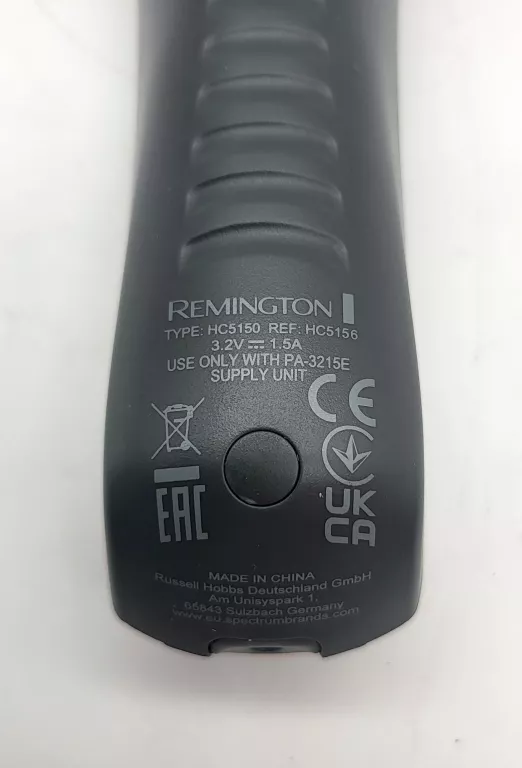 REMINGTON
TYPE: HC5150 REF: HC5156
3.2V ⎓ 1.5A
USE ONLY WITH PA-3215E
SUPPLY UNIT
CE
EAC
UK
CA
MADE IN CHINA
Russell Hobbs Deutschland GmbH
Am Unisyspark 1,
65843 Sulzbach Germany
www.eu.spectrumbrands.com